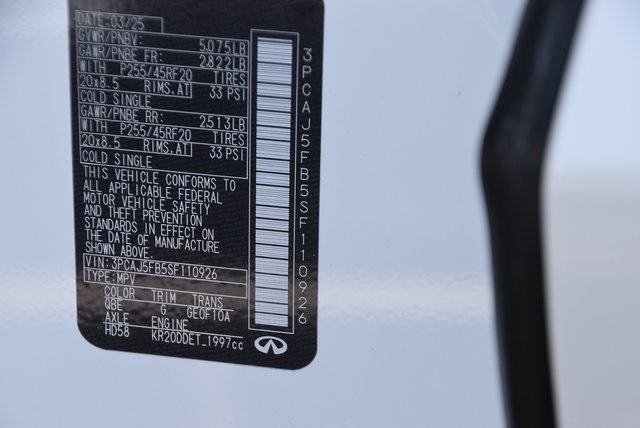 DATE: 03/25
GVWR/PNBV: 5075LB
GAWR/PNBE FR: 2822LB
WITH P255/45RF20 TIRES
20x8.5 RIMS.AT 33 PSI
COLD SINGLE
GAWR/PNBE RR: 2513LB
WITH P255/45RF20 TIRES
20x8.5 RIMS.AT 33 PSI
COLD SINGLE
THIS VEHICLE CONFORMS TO
ALL APPLICABLE FEDERAL
MOTOR VEHICLE SAFETY
AND THEFT PREVENTION
STANDARDS IN EFFECT ON
THE DATE OF MANUFACTURE
SHOWN ABOVE.
VIN: 3PCAJ5FB5SF110926
TYPE: MPV
COLOR TRIM TRANS
QBE G GE0F10A
AXLE ENGINE
HD58 KR20DDET_1997cc
3PCAJ5FB5SF110926